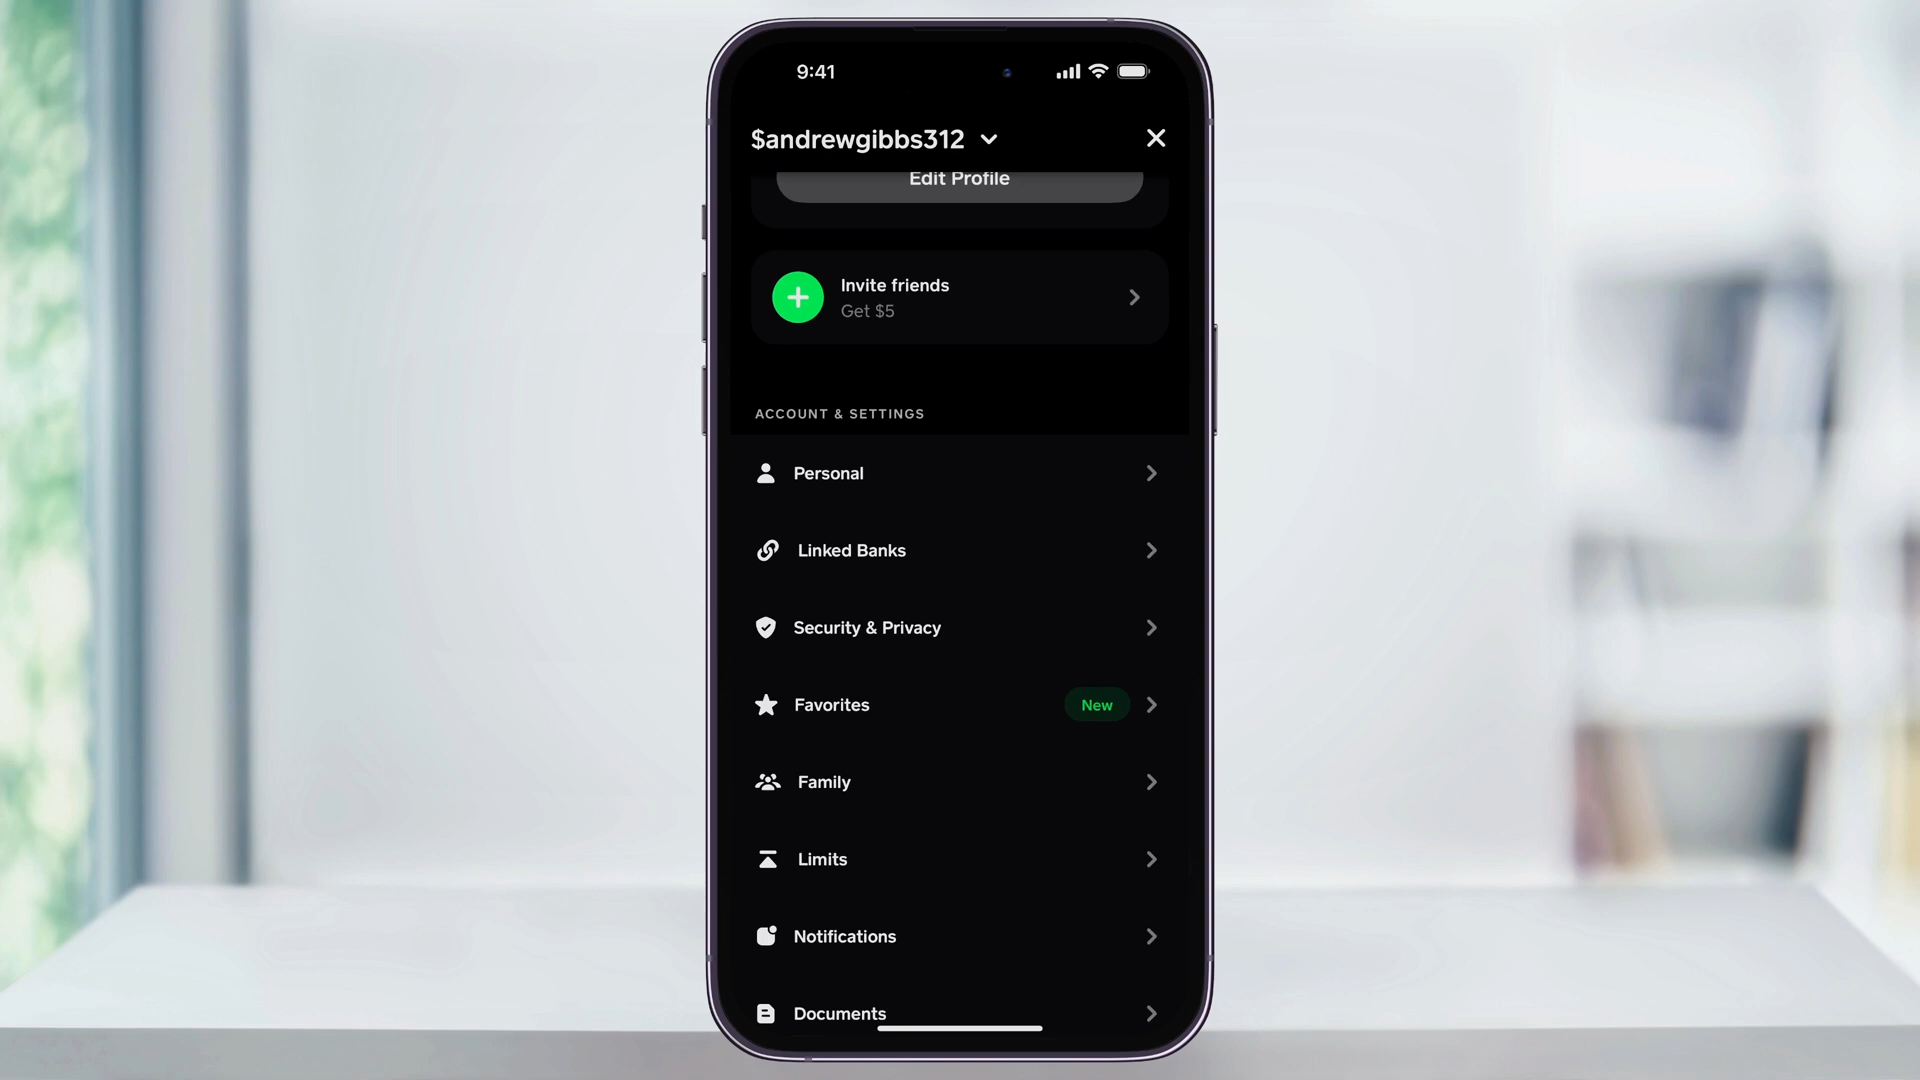 9:41
$andrewgibbs312
Edit Profile
Invite friends
Get $5
ACCOUNT & SETTINGS
Personal
Linked Banks
Security & Privacy
Favorites
New
Family
Limits
Notifications
Documents